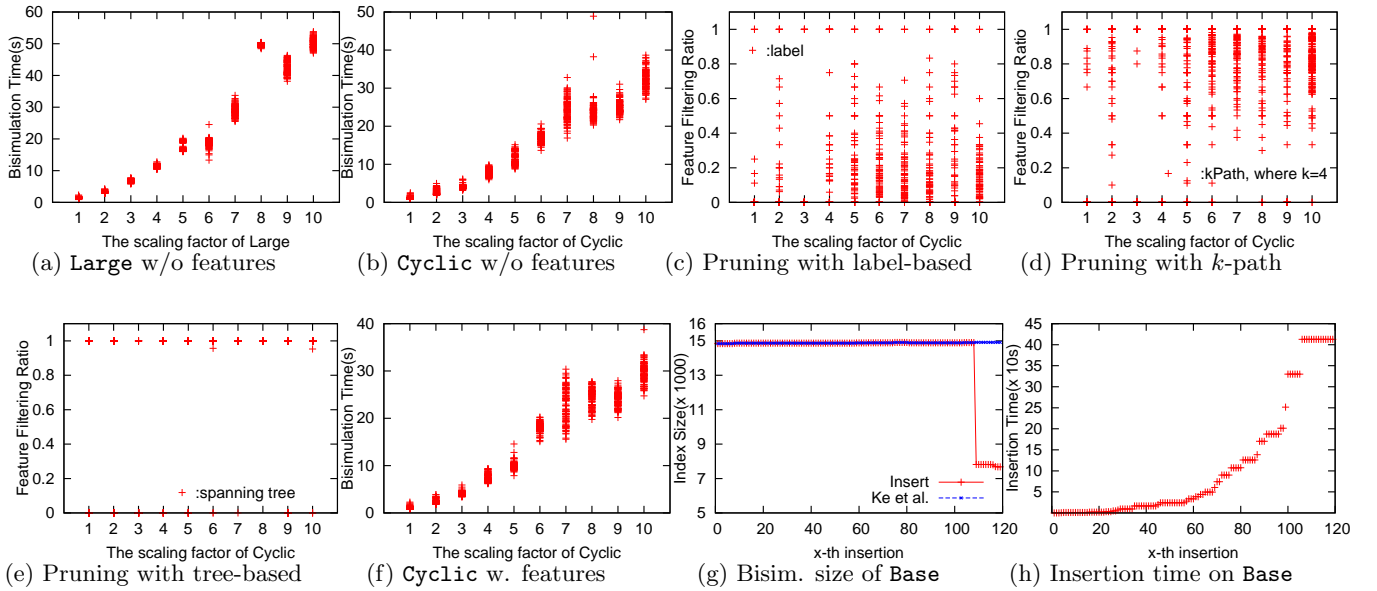 Bisimulation Time(s)
60
50
40
30
20
10
0
1 2 3 4 5 6 7 8 9 10
The scaling factor of Large
(a) Large w/o features
Bisimulation Time(s)
50
40
30
20
10
0
1 2 3 4 5 6 7 8 9 10
The scaling factor of Cyclic
(b) Cyclic w/o features
Feature Filtering Ratio
1
0.8
0.6
0.4
0.2
0
:label
1 2 3 4 5 6 7 8 9 10
The scaling factor of Cyclic
(c) Pruning with label-based
Feature Filtering Ratio
1
0.8
0.6
0.4
0.2
0
:kPath, where k=4
1 2 3 4 5 6 7 8 9 10
The scaling factor of Cyclic
(d) Pruning with k-path
Feature Filtering Ratio
1
0.8
0.6
0.4
0.2
0
:spanning tree
1 2 3 4 5 6 7 8 9 10
The scaling factor of Cyclic
(e) Pruning with tree-based
Bisimulation Time(s)
40
30
20
10
0
1 2 3 4 5 6 7 8 9 10
The scaling factor of Cyclic
(f) Cyclic w. features
Index Size(x 1000)
16
15
13
11
9
7
5
Insert
Ke et al.
0 20 40 60 80 100 120
x-th insertion
(g) Bisim. size of Base
Insertion Time(x 10s)
45
40
35
30
25
20
15
10
5
0 20 40 60 80 100 120
x-th insertion
(h) Insertion time on Base